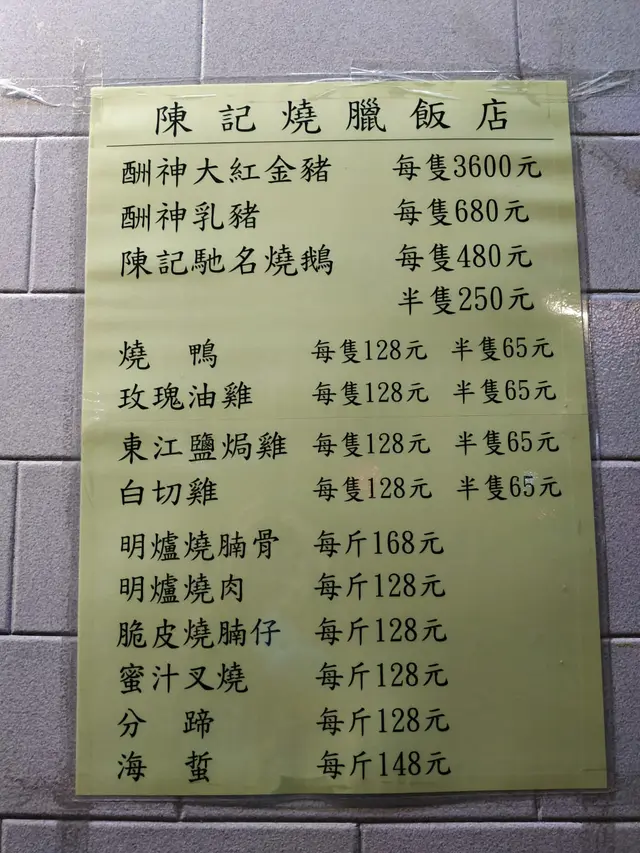 陳記燒臘飯店
酬神大紅金豬 每隻3600元
酬神乳豬 每隻680元
陳記馳名燒鵝 每隻480元
半隻250元
燒 鴨 每隻128元 半隻65元
玫瑰油雞 每隻128元 半隻65元
東江鹽焗雞 每隻128元 半隻65元
白切雞 每隻128元 半隻65元
明爐燒腩骨 每斤168元
明爐燒肉 每斤128元
脆皮燒腩仔 每斤128元
蜜汁叉燒 每斤128元
分 蹄 每斤128元
海 蜇 每斤148元